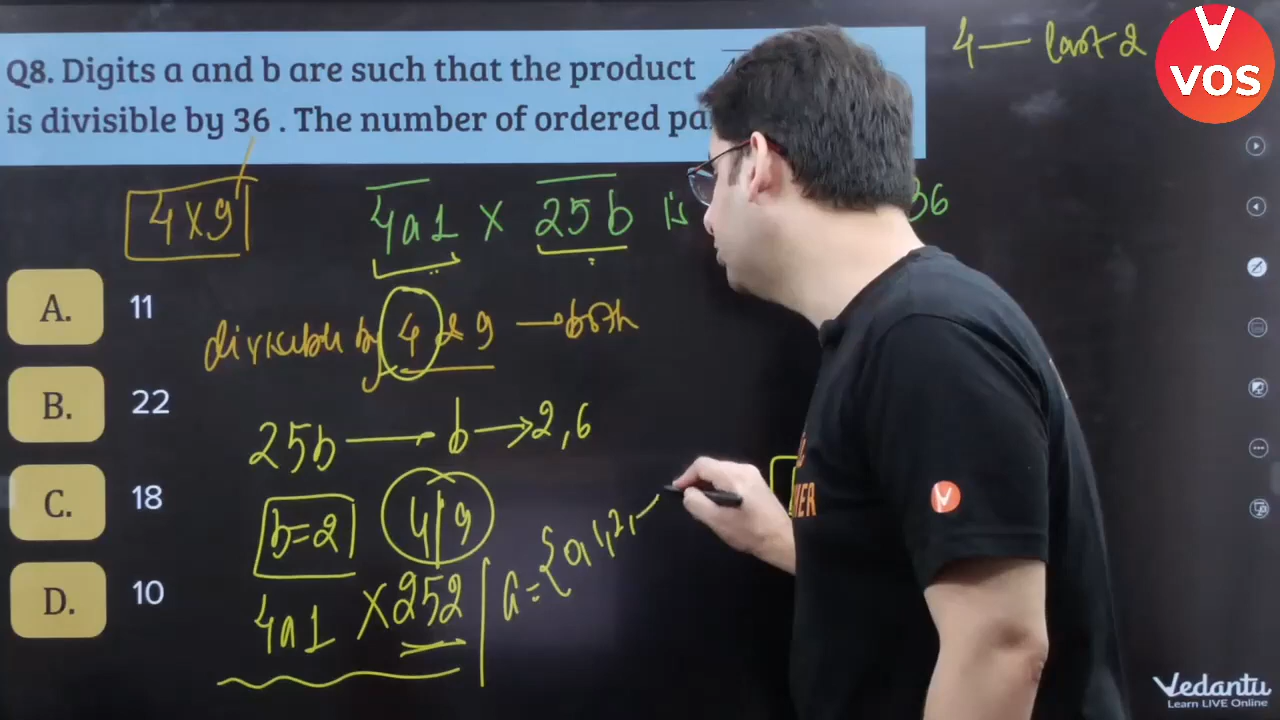 Q8. Digits a and b are such that the product 4
is divisible by 36 . The number of ordered pa
4 — last 2
VOS
4x9
4a1 x 25b is 36
A. 11
divisible by 4 & 9 → both
B. 22
25b — b → 2,6
C. 18
b=2 4|9
D. 10
4a1 x 252 a = {0, 1, 2, —
Vedantu
Learn LIVE Online